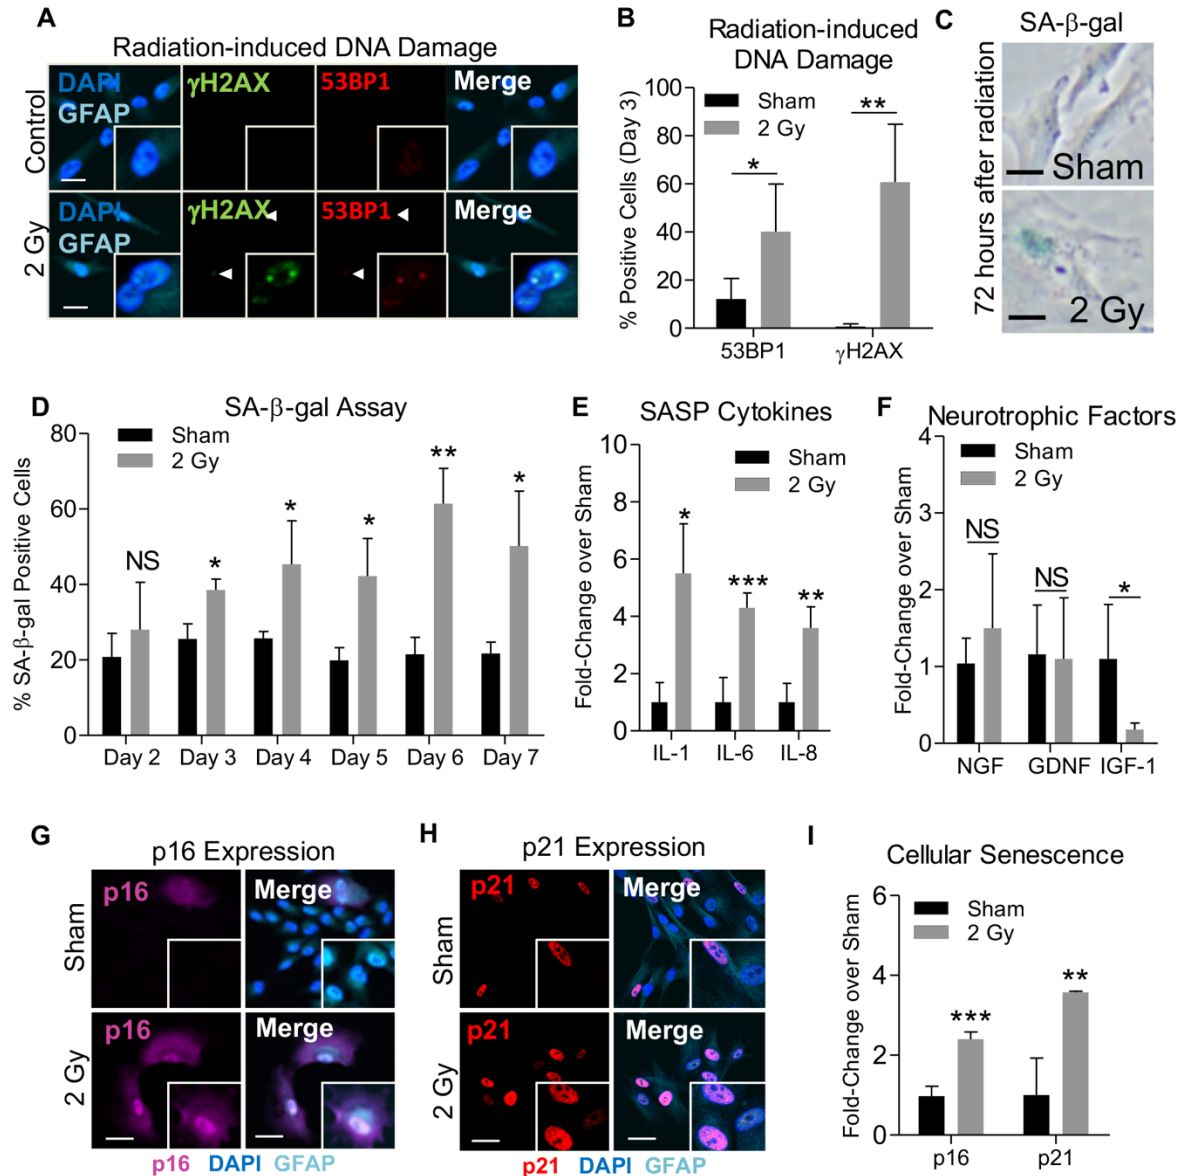 A
Radiation-induced DNA Damage
Control
DAPI
GFAP
γH2AX
53BP1
Merge
2 Gy
DAPI
GFAP
γH2AX
53BP1
Merge
B
Radiation-induced
DNA Damage
% Positive Cells (Day 3)
100
80
60
40
20
0
Sham
2 Gy
*
**
53BP1
γH2AX
C
SA-β-gal
72 hours after radiation
Sham
2 Gy
D
SA-β-gal Assay
% SA-β-gal Positive Cells
80
60
40
20
0
Sham
2 Gy
NS
*
*
*
**
*
Day 2
Day 3
Day 4
Day 5
Day 6
Day 7
E
SASP Cytokines
Fold-Change over Sham
10
8
6
4
2
0
Sham
2 Gy
*
***
**
IL-1
IL-6
IL-8
F
Neurotrophic Factors
Fold-Change over Sham
4
3
2
1
0
Sham
2 Gy
NS
NS
*
NGF
GDNF
IGF-1
G
p16 Expression
Sham
p16
Merge
2 Gy
p16
Merge
p16 DAPI GFAP
H
p21 Expression
Sham
p21
Merge
2 Gy
p21
Merge
p21 DAPI GFAP
I
Cellular Senescence
Fold-Change over Sham
6
4
2
0
Sham
2 Gy
***
**
p16
p21